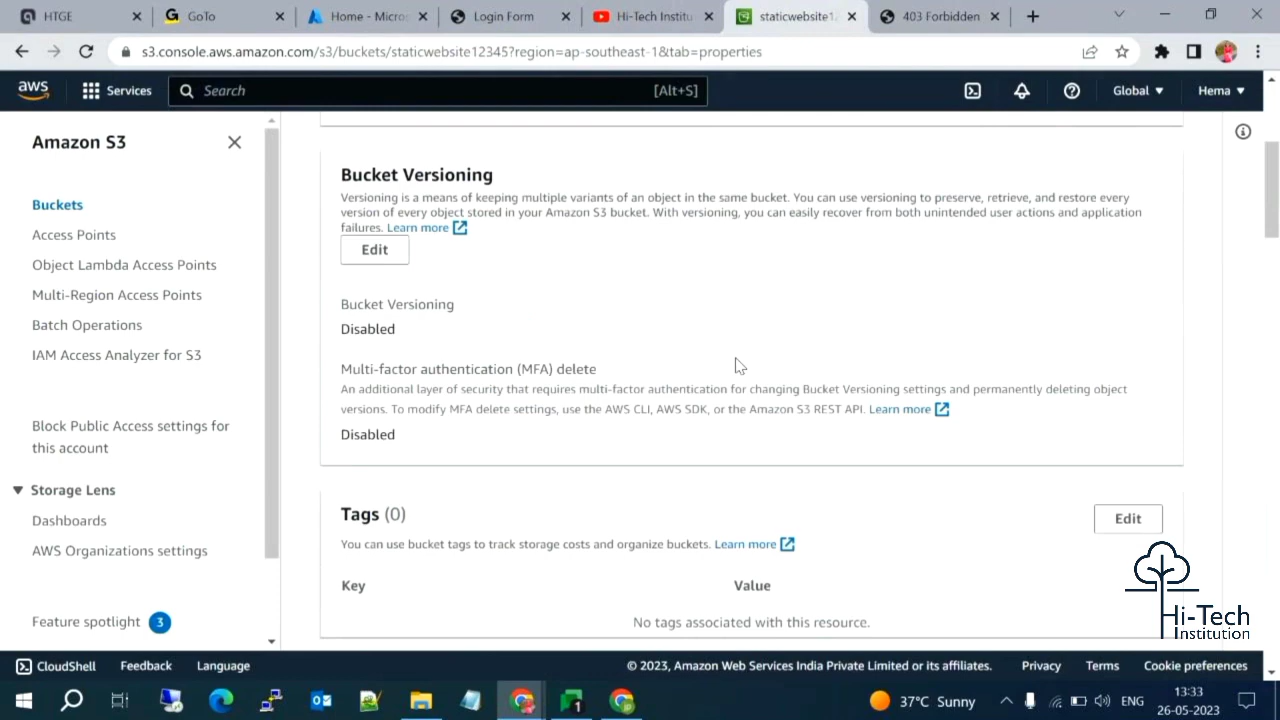 HTGE
GoTo
Home - Micros
Login Form
Hi-Tech Institu
staticwebsite1
403 Forbidden
s3.console.aws.amazon.com/s3/buckets/staticwebsite12345?region=ap-southeast-1&tab=properties
aws
Services
Search
[Alt+S]
Global
Hema
Amazon S3
Buckets
Access Points
Object Lambda Access Points
Multi-Region Access Points
Batch Operations
IAM Access Analyzer for S3
Block Public Access settings for
this account
Storage Lens
Dashboards
AWS Organizations settings
Feature spotlight 3
Bucket Versioning
Versioning is a means of keeping multiple variants of an object in the same bucket. You can use versioning to preserve, retrieve, and restore every
version of every object stored in your Amazon S3 bucket. With versioning, you can easily recover from both unintended user actions and application
failures. Learn more
Edit
Bucket Versioning
Disabled
Multi-factor authentication (MFA) delete
An additional layer of security that requires multi-factor authentication for changing Bucket Versioning settings and permanently deleting object
versions. To modify MFA delete settings, use the AWS CLI, AWS SDK, or the Amazon S3 REST API. Learn more
Disabled
Tags (0)
Edit
You can use bucket tags to track storage costs and organize buckets. Learn more
Key
Value
No tags associated with this resource.
Hi-Tech
Institution
CloudShell
Feedback
Language
© 2023, Amazon Web Services India Private Limited or its affiliates.
Privacy
Terms
Cookie preferences
37°C Sunny
ENG
13:33
26-05-2023